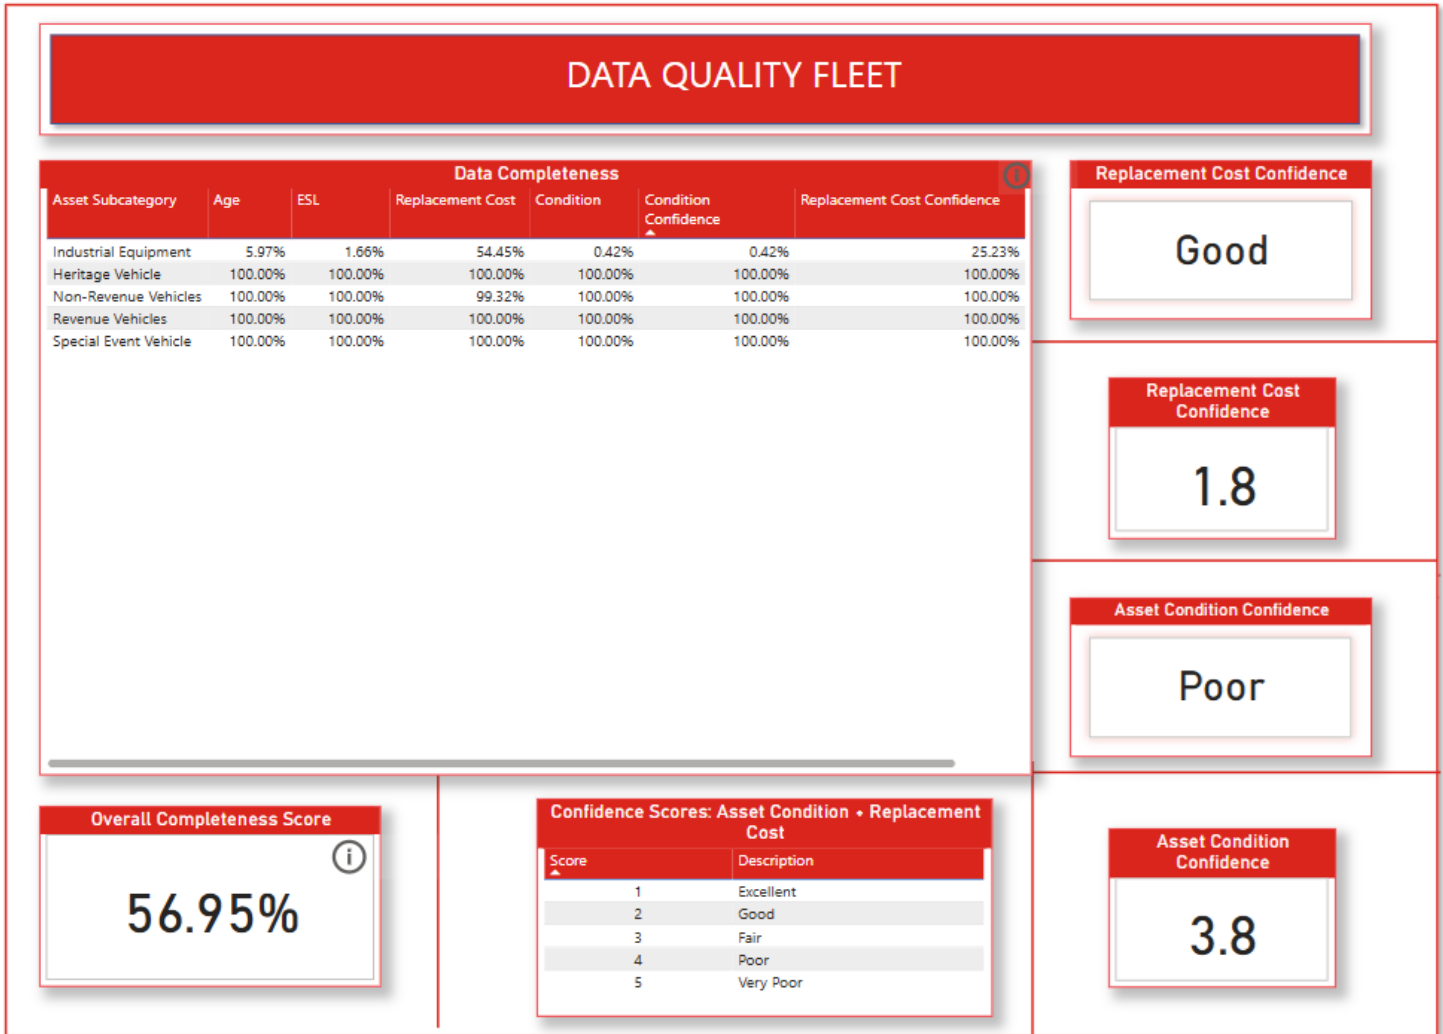 DATA QUALITY FLEET
Data Completeness
Asset Subcategory Age ESL Replacement Cost Condition Condition Confidence Replacement Cost Confidence
Industrial Equipment 5.97% 1.66% 54.45% 0.42% 0.42% 25.23%
Heritage Vehicle 100.00% 100.00% 100.00% 100.00% 100.00% 100.00%
Non-Revenue Vehicles 100.00% 100.00% 99.32% 100.00% 100.00% 100.00%
Revenue Vehicles 100.00% 100.00% 100.00% 100.00% 100.00% 100.00%
Special Event Vehicle 100.00% 100.00% 100.00% 100.00% 100.00% 100.00%
Replacement Cost Confidence
Good
Replacement Cost
Confidence
1.8
Asset Condition Confidence
Poor
Overall Completeness Score
56.95%
Confidence Scores: Asset Condition + Replacement
Cost
Score Description
1 Excellent
2 Good
3 Fair
4 Poor
5 Very Poor
Asset Condition
Confidence
3.8